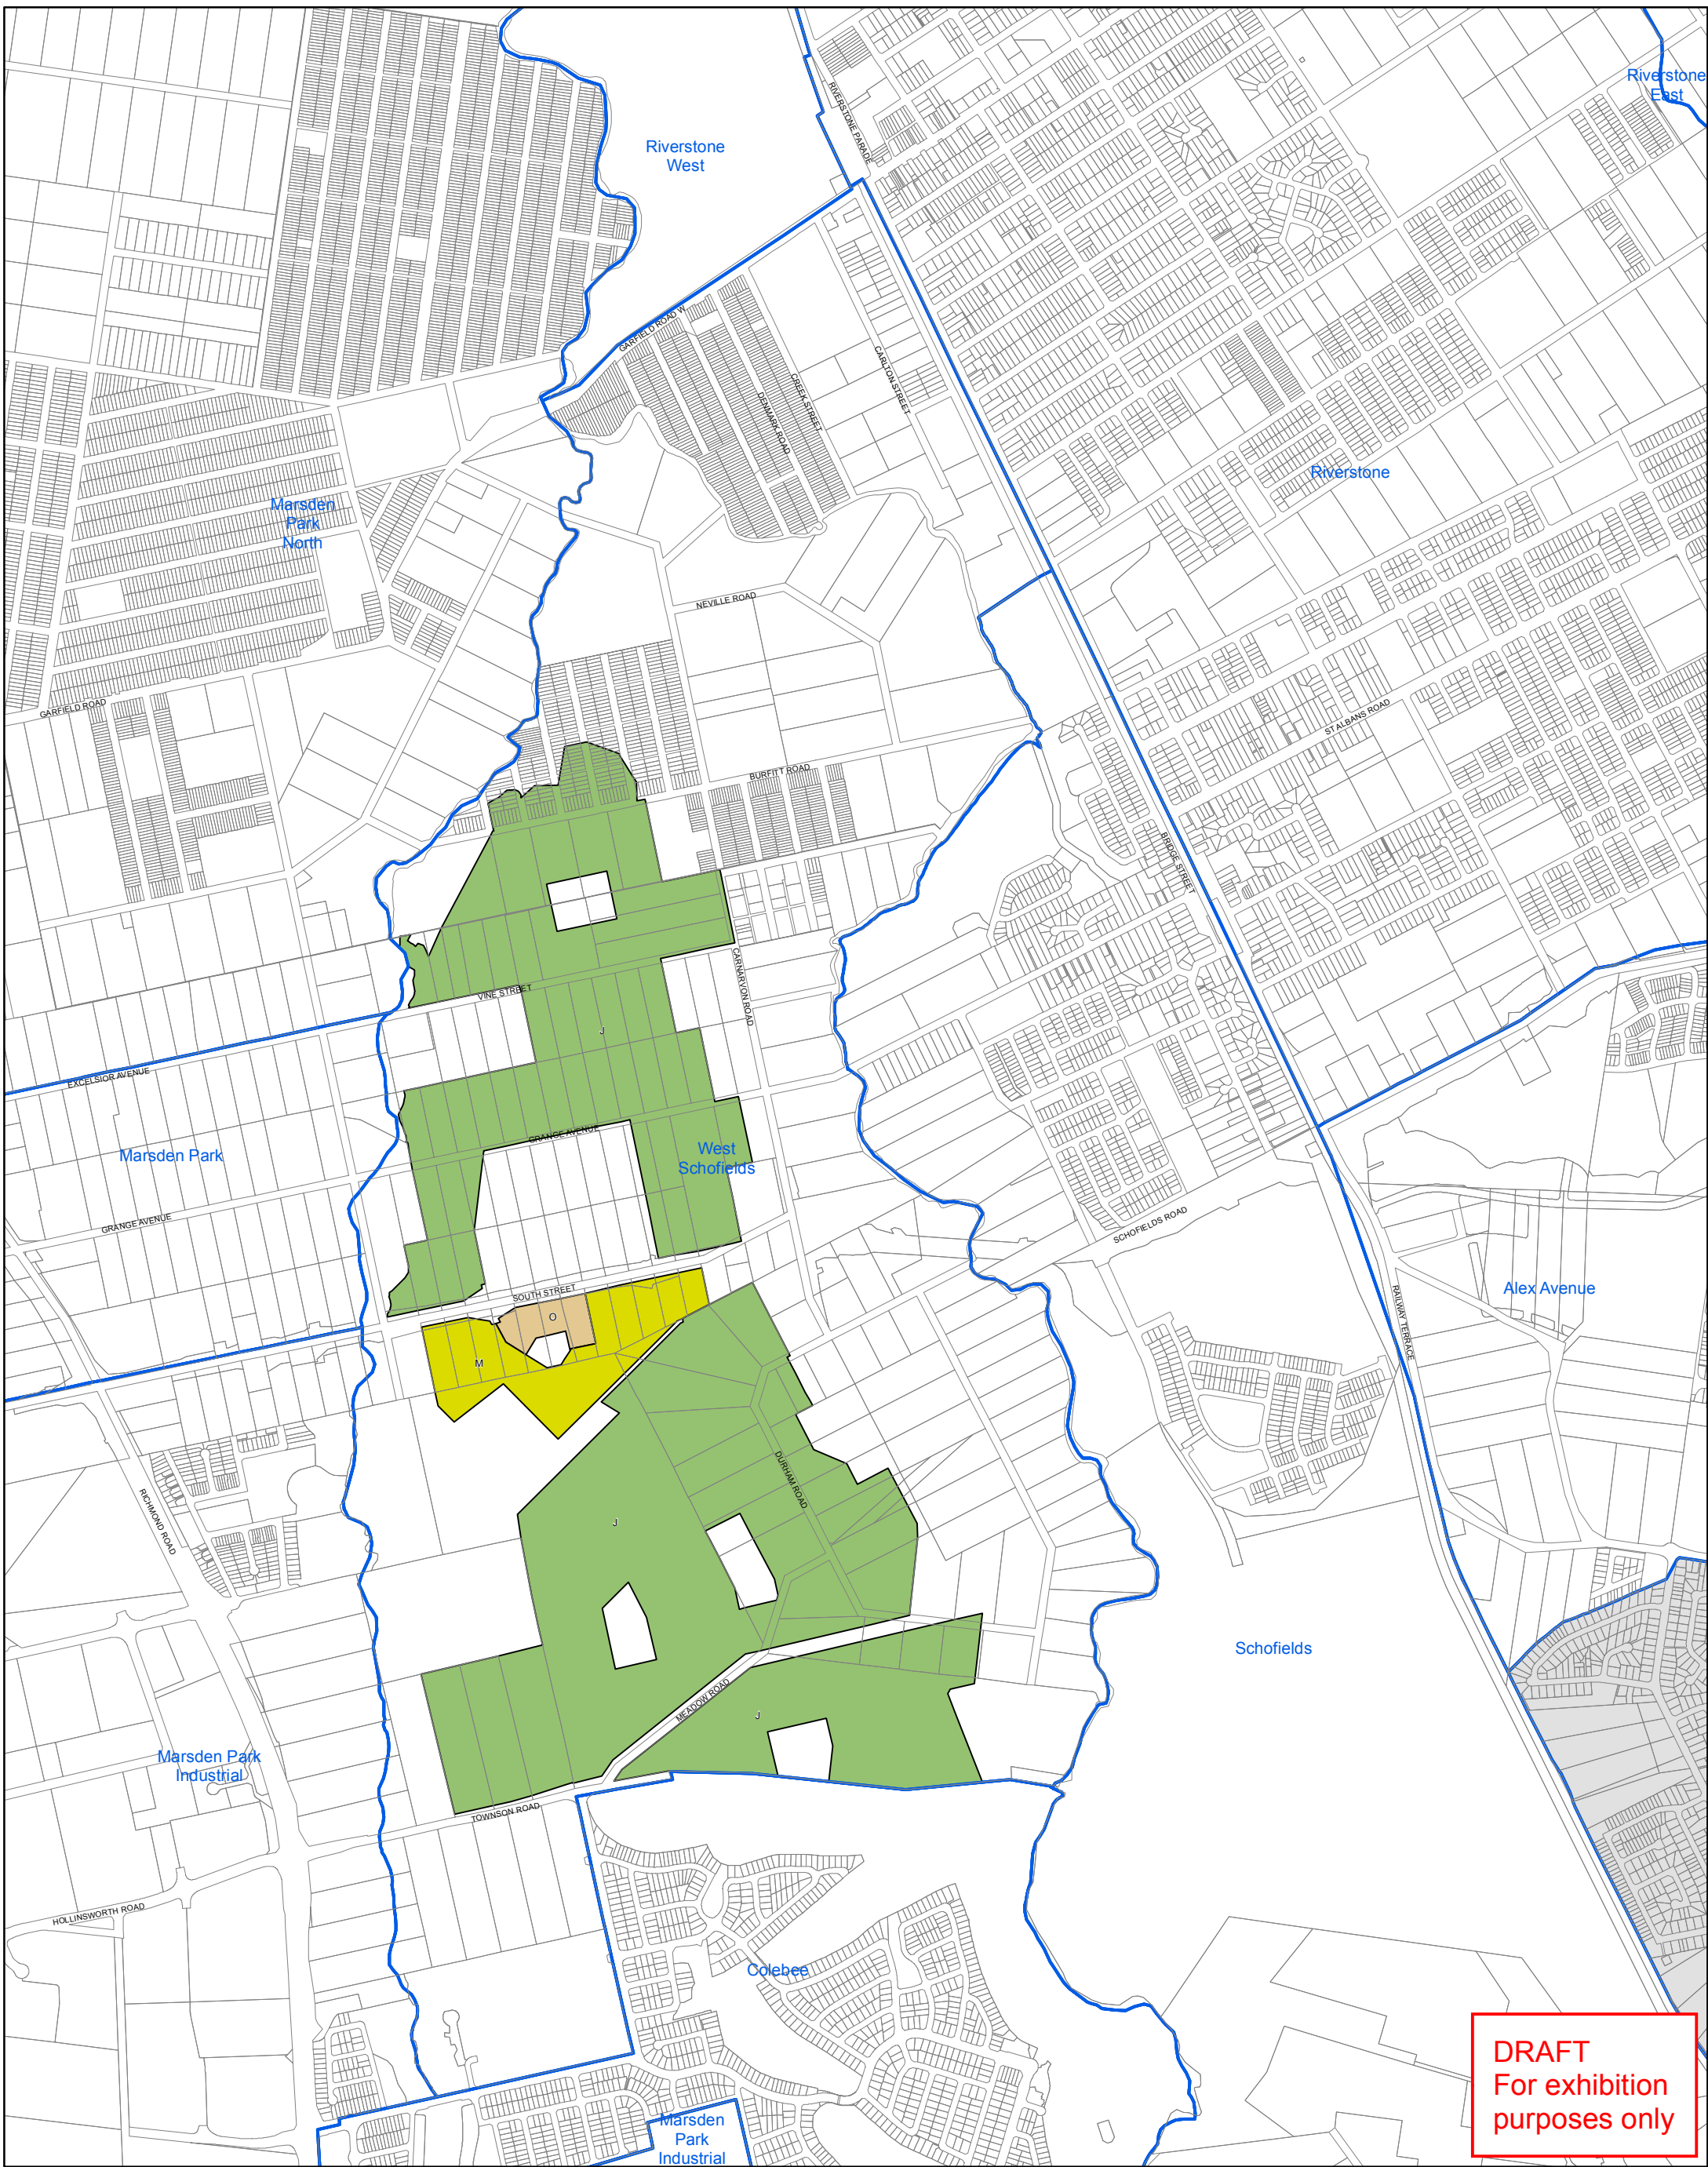 Riverstone
East
RIVERSTONE PARADE
Riverstone
West
GARFIELD ROAD W
CARLTON STREET
CREEK STREET
DENMARK ROAD
Riverstone
Marsden
Park
North
NEVILLE ROAD
GARFIELD ROAD
ST ALBANS ROAD
BURFITT ROAD
BRIDGE STREET
CARNARVON ROAD
VINE STREET
J
EXCELSIOR AVENUE
GRANGE AVENUE
Marsden Park
West
Schofields
GRANGE AVENUE
SCHOFIELDS ROAD
Alex Avenue
SOUTH STREET
O
RAILWAY TERRACE
M
DURHAM ROAD
RICHMOND ROAD
J
Schofields
MEADOW ROAD
J
Marsden Park
Industrial
TOWNSON ROAD
HOLLINSWORTH ROAD
Colebee
DRAFT
For exhibition
purposes only
Marsden
Park
Industrial